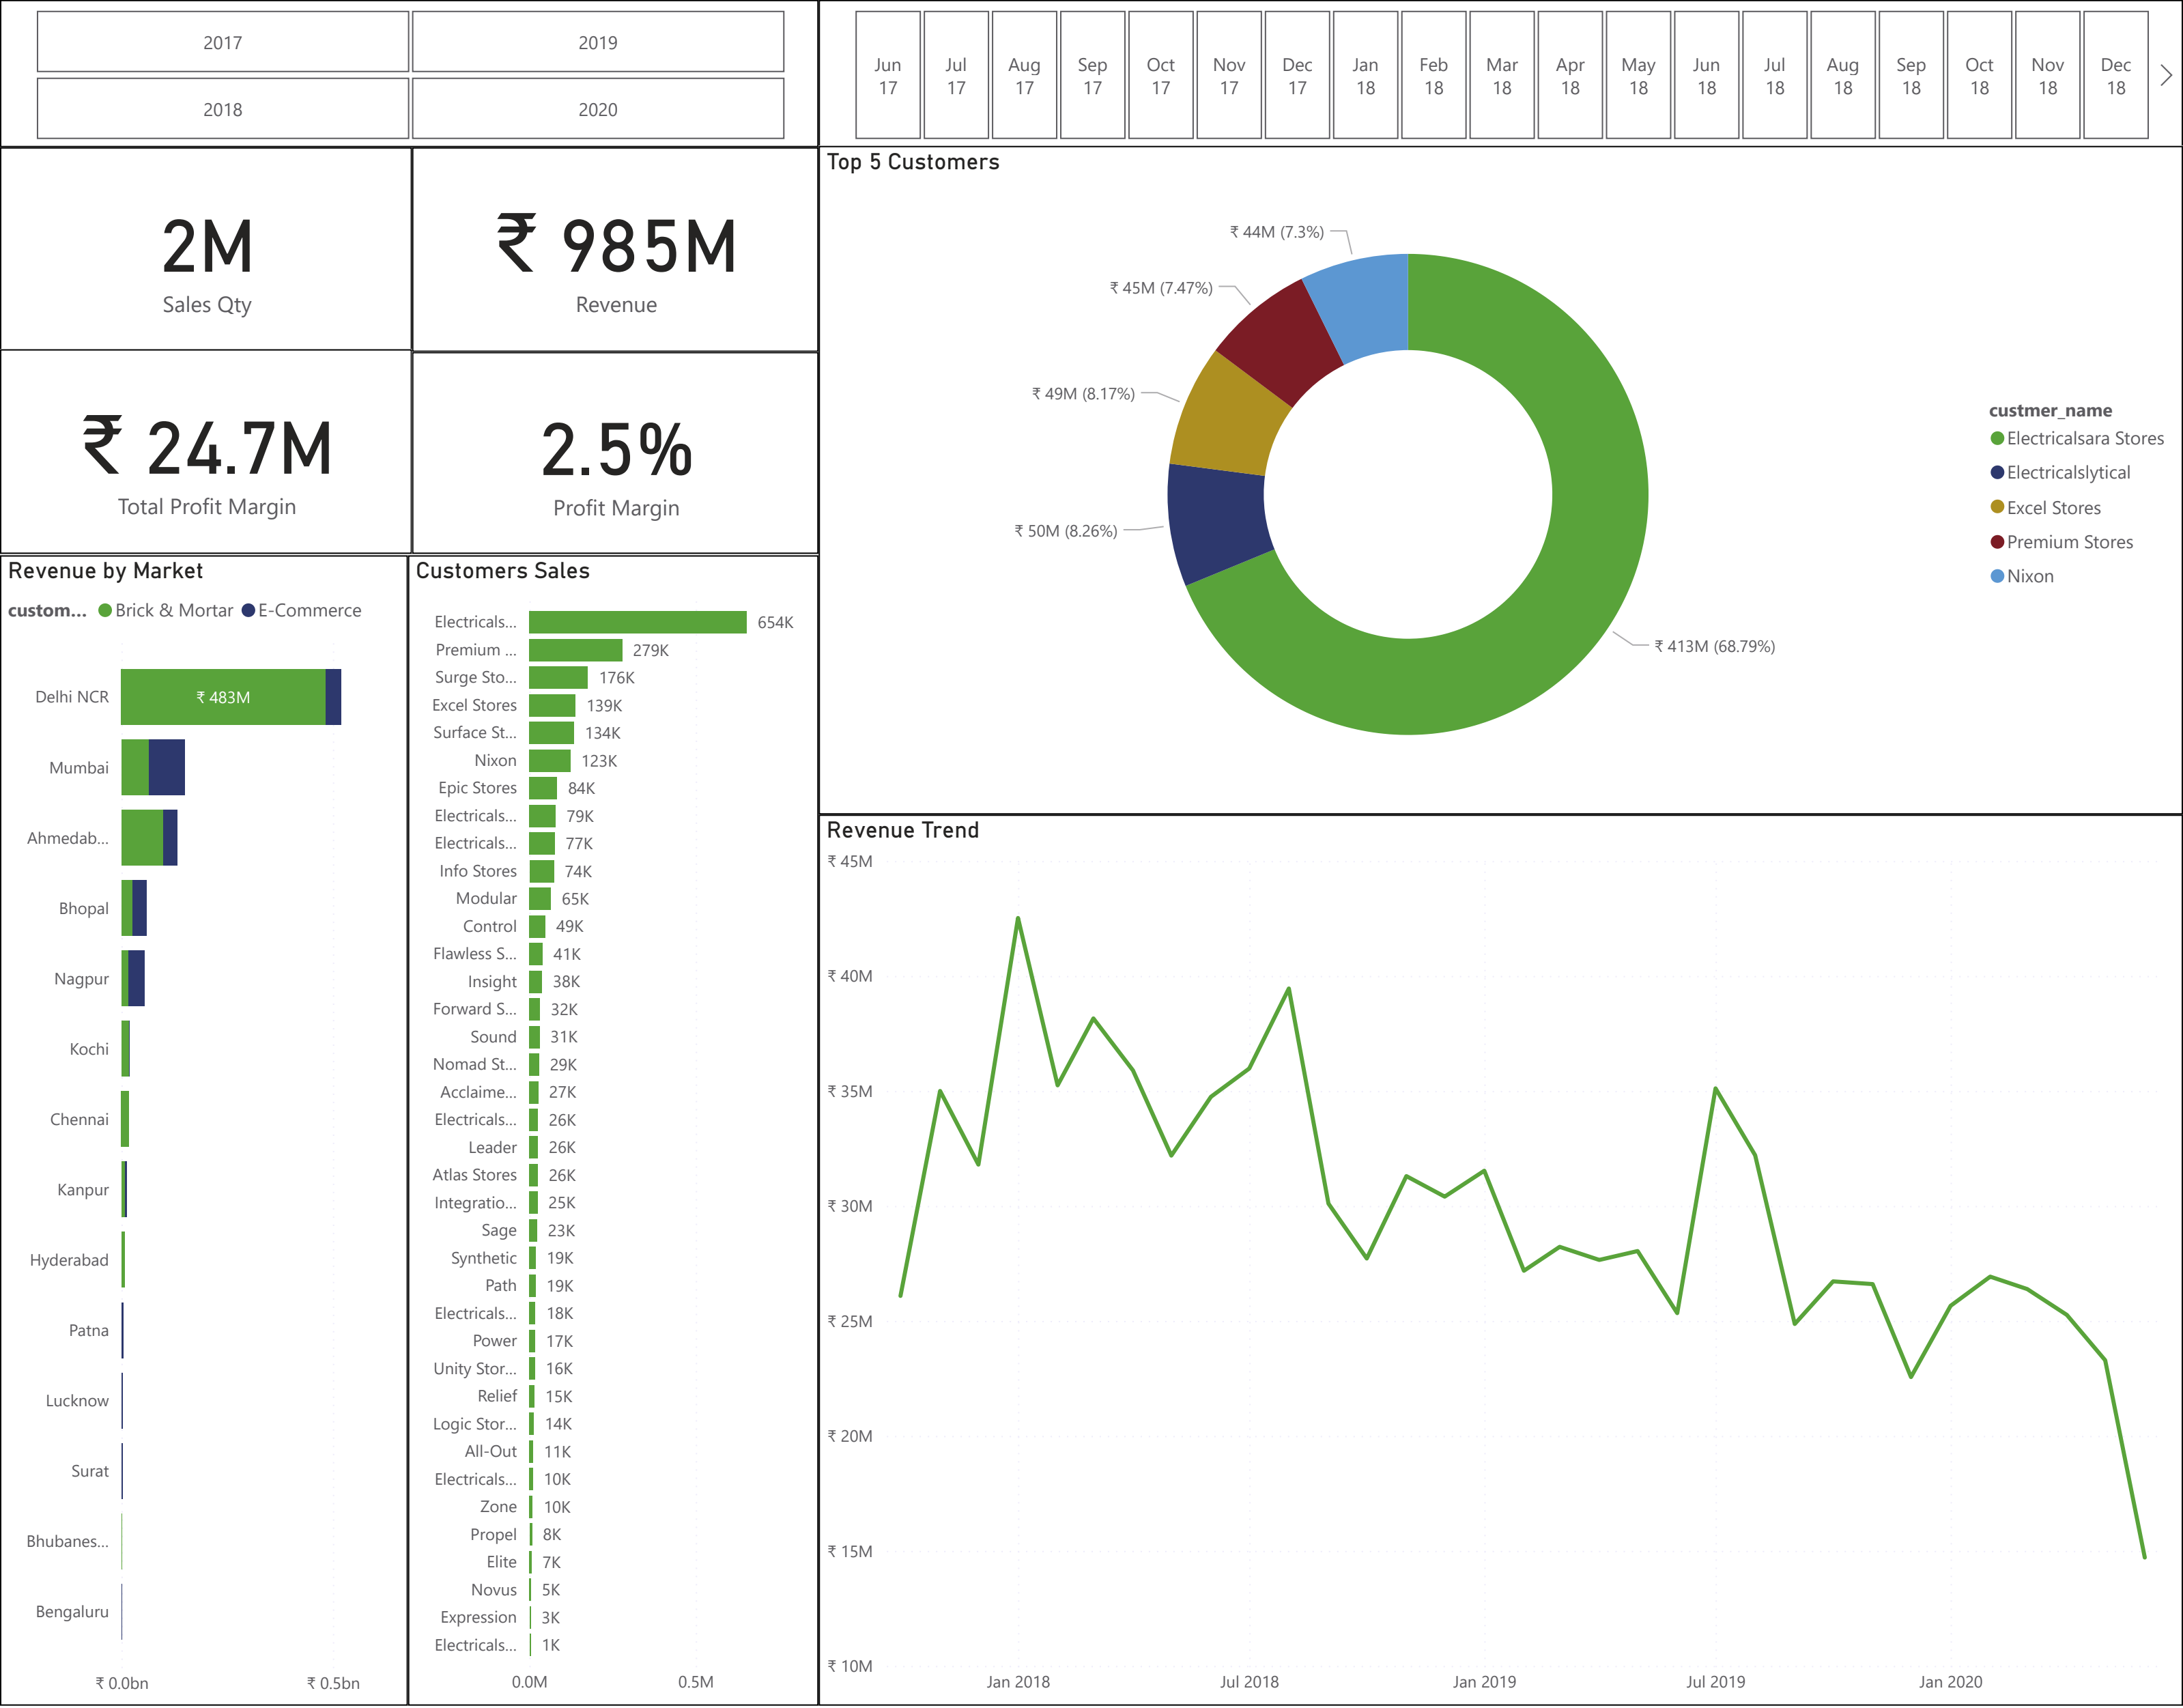 2017
2019
2018
2020
Jun 17
Jul 17
Aug 17
Sep 17
Oct 17
Nov 17
Dec 17
Jan 18
Feb 18
Mar 18
Apr 18
May 18
Jun 18
Jul 18
Aug 18
Sep 18
Oct 18
Nov 18
Dec 18
2M
Sales Qty
₹ 985M
Revenue
₹ 24.7M
Total Profit Margin
2.5%
Profit Margin
Top 5 Customers
₹ 44M (7.3%)
₹ 45M (7.47%)
₹ 49M (8.17%)
₹ 50M (8.26%)
₹ 413M (68.79%)
custmer_name
Electricalsara Stores
Electricalslytical
Excel Stores
Premium Stores
Nixon
Revenue by Market
custom... Brick & Mortar E-Commerce
Delhi NCR ₹ 483M
Mumbai
Ahmedab...
Bhopal
Nagpur
Kochi
Chennai
Kanpur
Hyderabad
Patna
Lucknow
Surat
Bhubanes...
Bengaluru
₹ 0.0bn ₹ 0.5bn
Customers Sales
Electricals... 654K
Premium ... 279K
Surge Sto... 176K
Excel Stores 139K
Surface St... 134K
Nixon 123K
Epic Stores 84K
Electricals... 79K
Electricals... 77K
Info Stores 74K
Modular 65K
Control 49K
Flawless S... 41K
Insight 38K
Forward S... 32K
Sound 31K
Nomad St... 29K
Acclaime... 27K
Electricals... 26K
Leader 26K
Atlas Stores 26K
Integratio... 25K
Sage 23K
Synthetic 19K
Path 19K
Electricals... 18K
Power 17K
Unity Stor... 16K
Relief 15K
Logic Stor... 14K
All-Out 11K
Electricals... 10K
Zone 10K
Propel 8K
Elite 7K
Novus 5K
Expression 3K
Electricals... 1K
0.0M 0.5M
Revenue Trend
₹ 45M
₹ 40M
₹ 35M
₹ 30M
₹ 25M
₹ 20M
₹ 15M
₹ 10M
Jan 2018 Jul 2018 Jan 2019 Jul 2019 Jan 2020